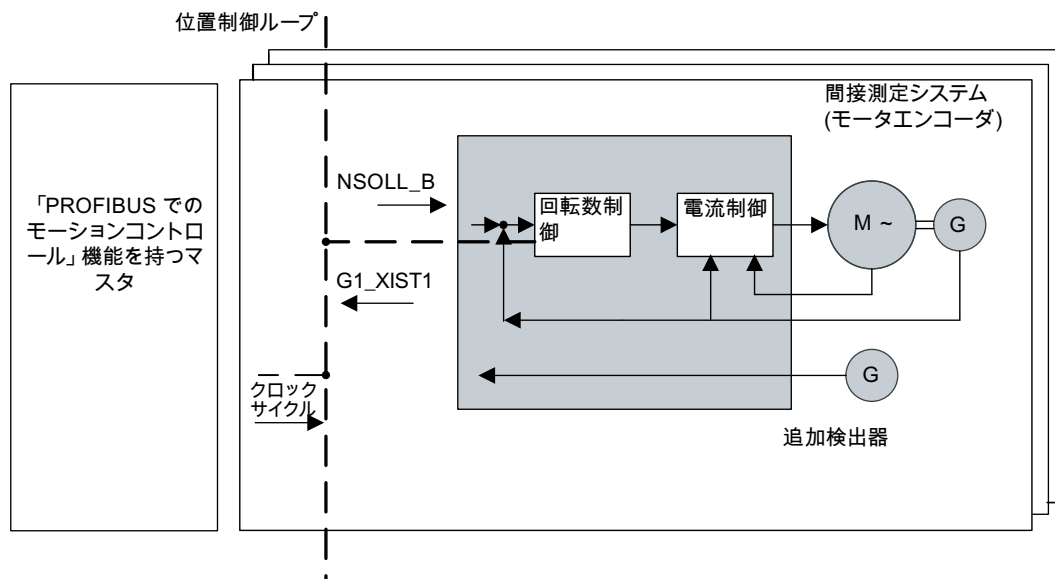 位置制御ループ
間接測定システム
(モータエンコーダ)
「PROFIBUS での
モーションコントロ
ール」機能を持つマ
スタ
NSOLL_B
回転数制
御
電流制御
M ~
G
G1_XIST1
クロック
サイクル
G
追加検出器